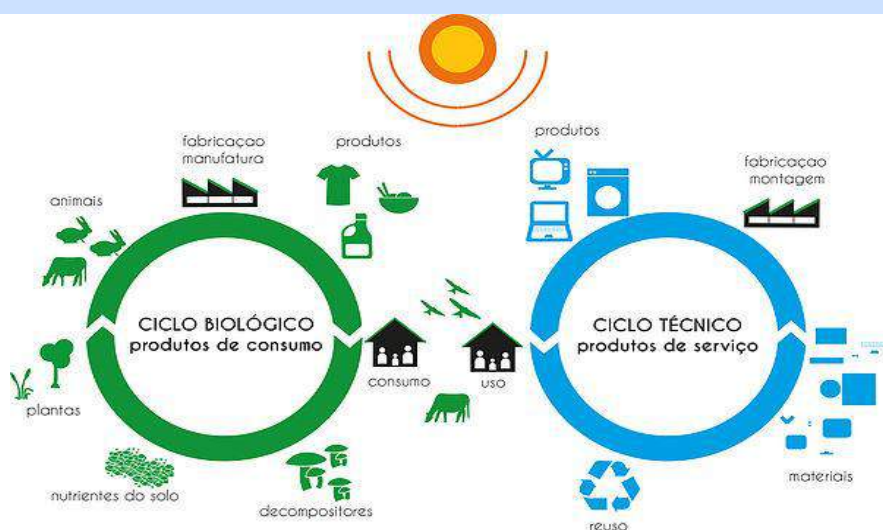 fabricaçao
manufatura
produtos
animais
CICLO BIOLÓGICO
produtos de consumo
plantas
nutrientes do solo
decompositores
consumo
uso
produtos
fabricaçao
montagem
CICLO TÉCNICO
produtos de serviço
materiais
reuso